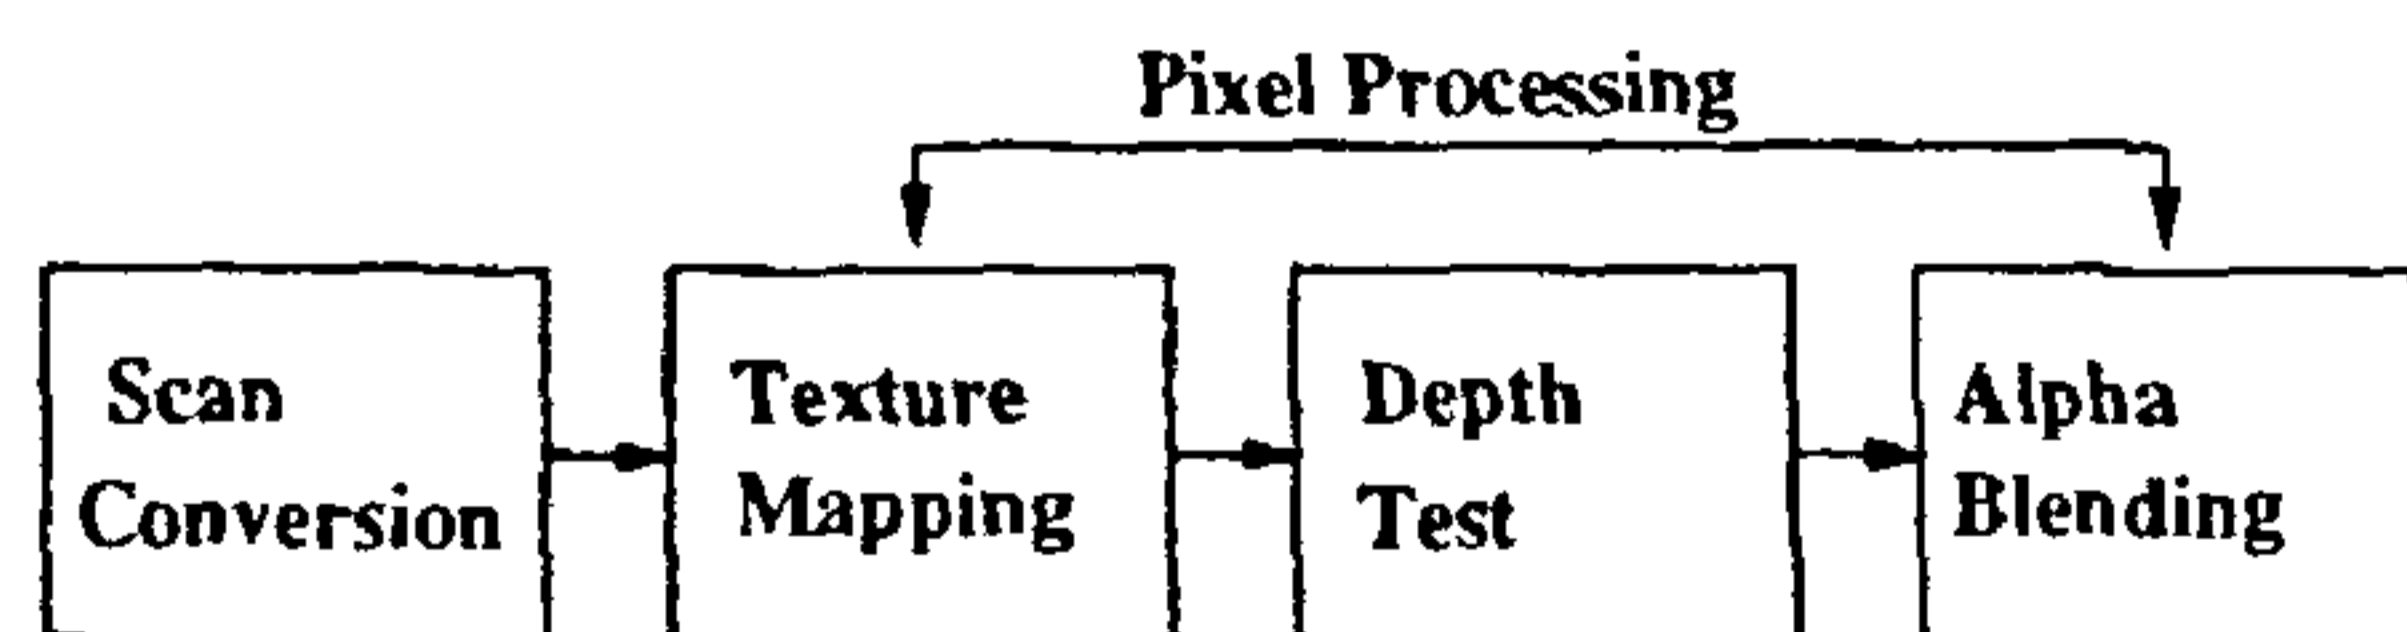 Pixel Processing
Scan
Conversion
Texture
Mapping
Depth
Test
Alpha
Blending